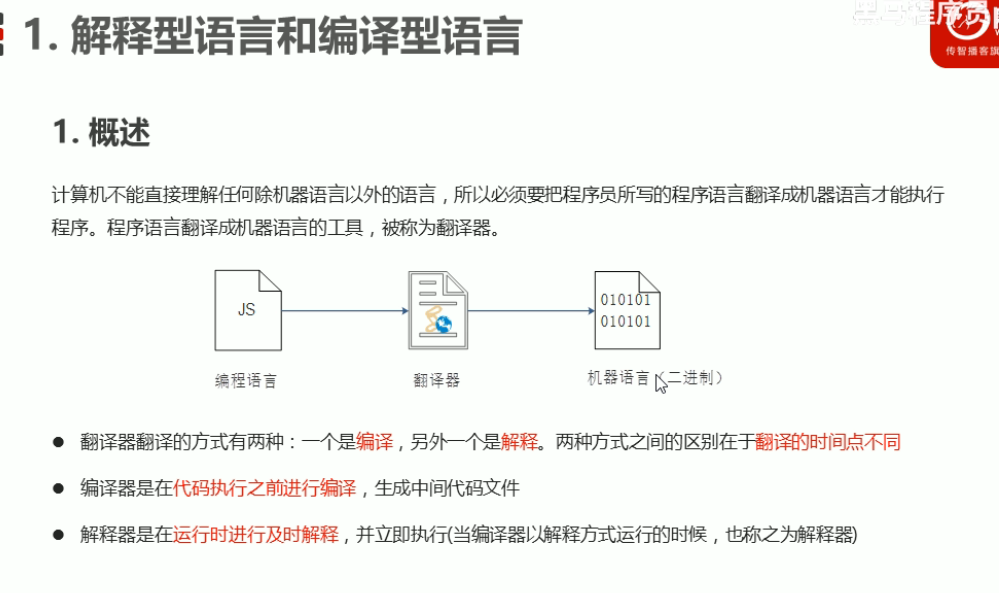 1. 解释型语言和编译型语言
黑马程序员
传智播客旗
1. 概述
计算机不能直接理解任何除机器语言以外的语言，所以必须要把程序员所写的程序语言翻译成机器语言才能执行
程序。程序语言翻译成机器语言的工具，被称为翻译器。
JS
010101
010101
编程语言
翻译器
机器语言（二进制）
● 翻译器翻译的方式有两种：一个是编译，另外一个是解释。两种方式之间的区别在于翻译的时间点不同
● 编译器是在代码执行之前进行编译，生成中间代码文件
● 解释器是在运行时进行及时解释，并立即执行(当编译器以解释方式运行的时候，也称之为解释器)